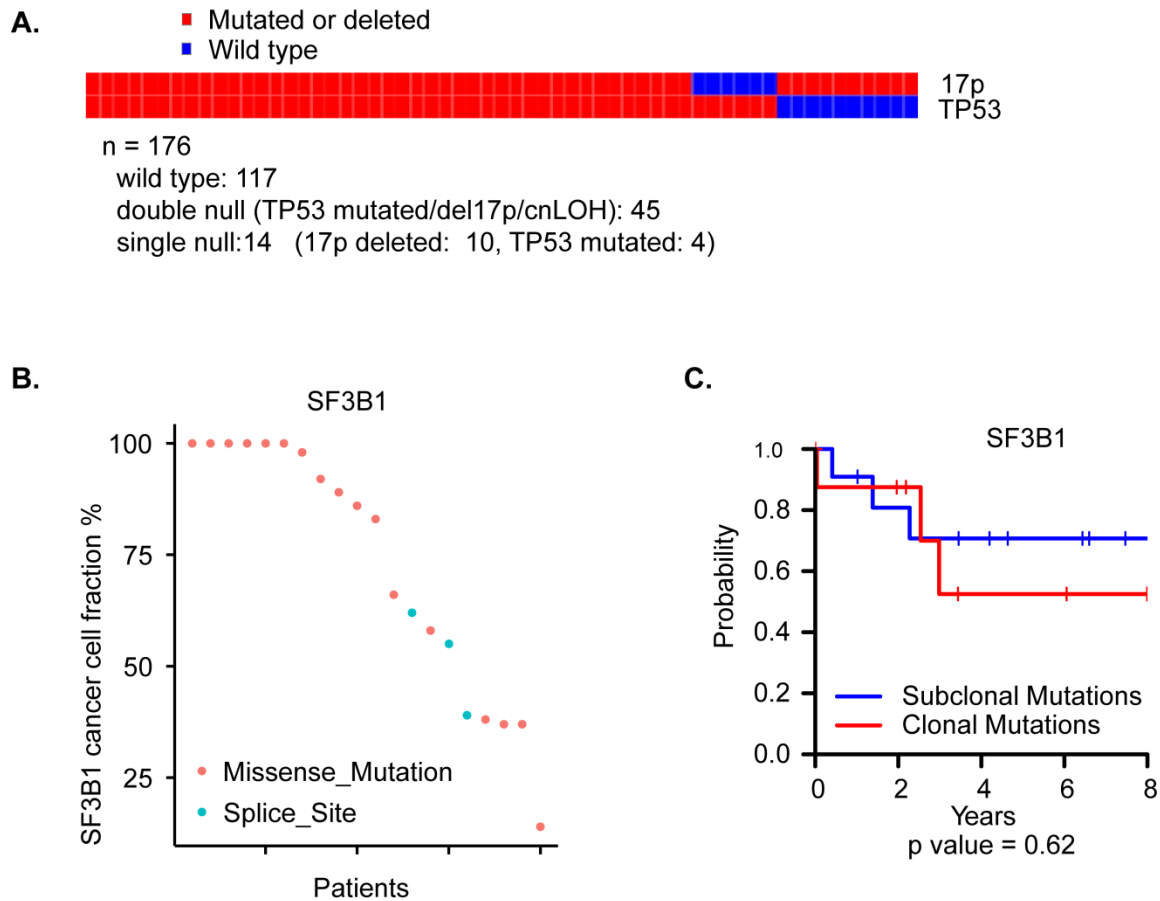 A.
Mutated or deleted
Wild type
17p
TP53
n = 176
wild type: 117
double null (TP53 mutated/del17p/cnLOH): 45
single null:14 (17p deleted: 10, TP53 mutated: 4)
B.
SF3B1
SF3B1 cancer cell fraction %
100
75
50
25
Missense_Mutation
Splice_Site
Patients
C.
SF3B1
Probability
1.0
0.8
0.6
0.4
0.2
0.0
Subclonal Mutations
Clonal Mutations
0 2 4 6 8
Years
p value = 0.62